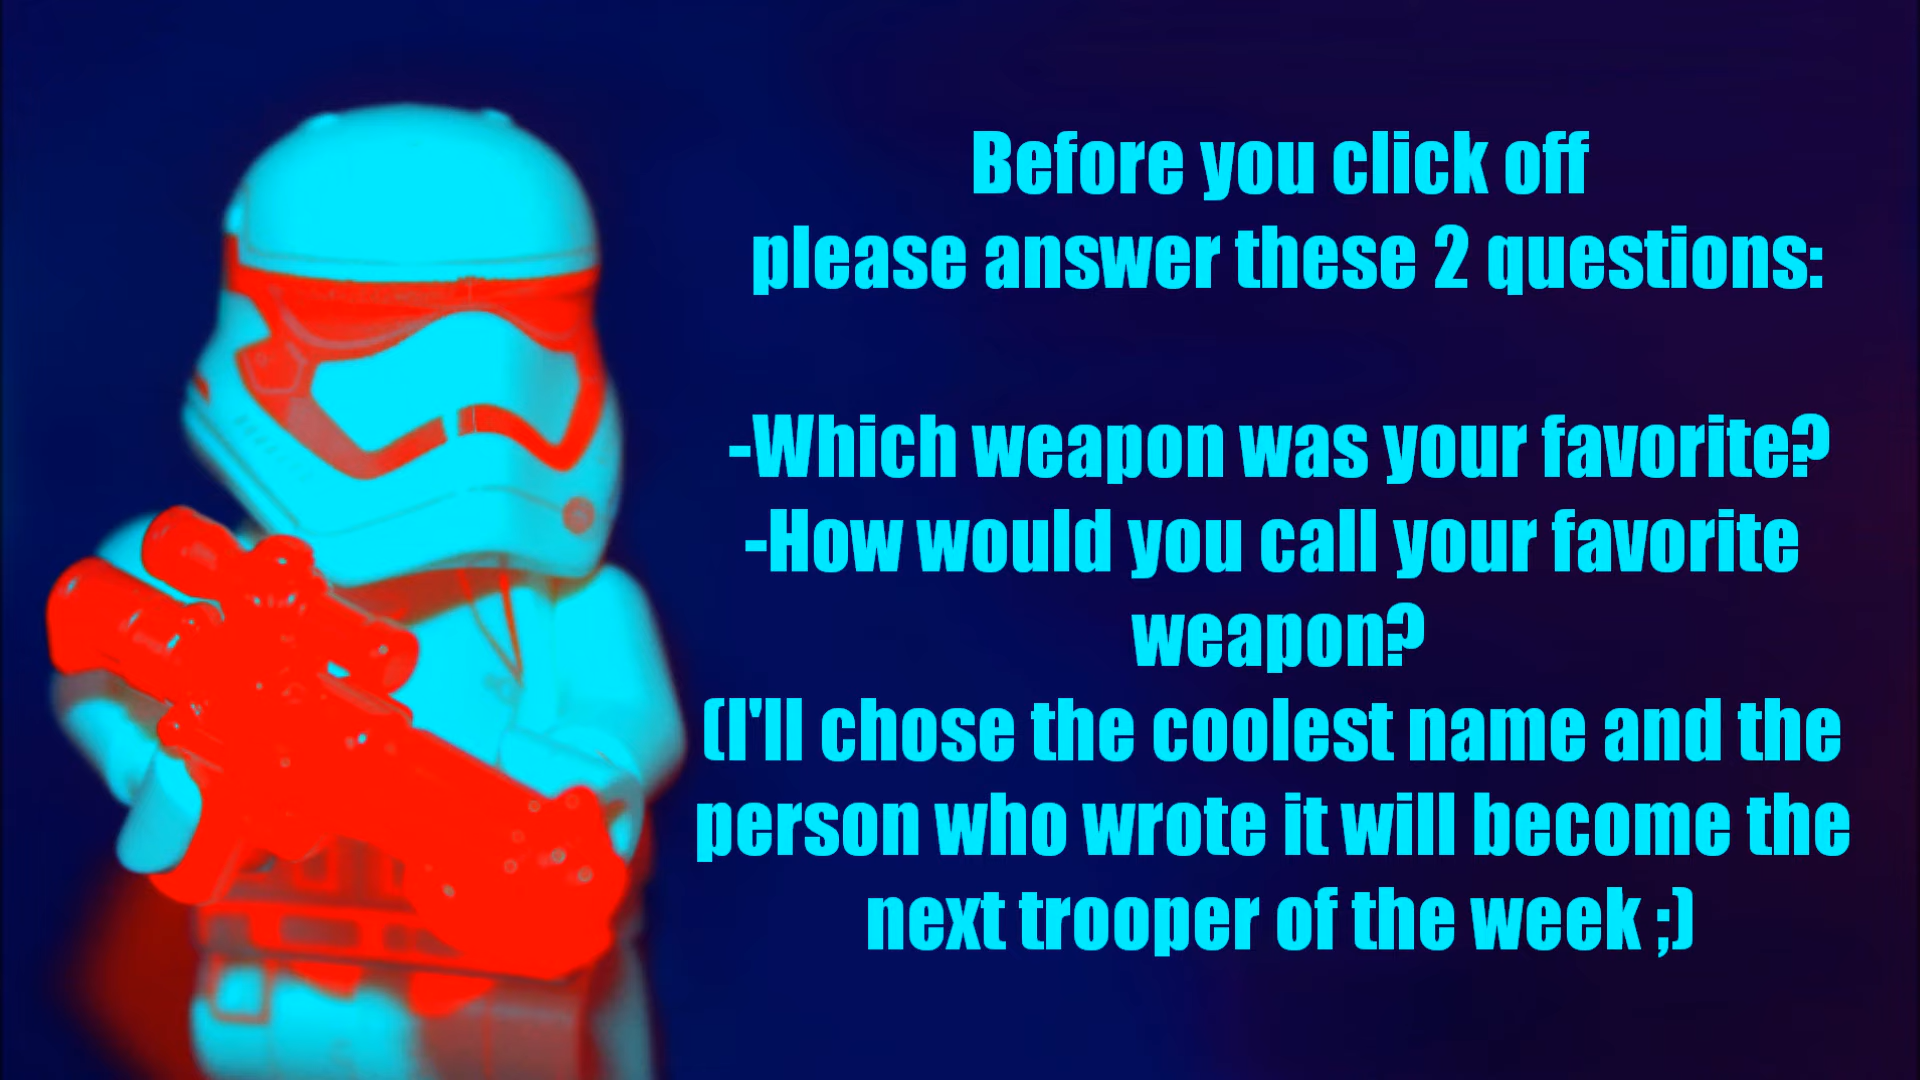 Before you click off
please answer these 2 questions:
-Which weapon was your favorite?
-How would you call your favorite
weapon?
(I'll chose the coolest name and the
person who wrote it will become the
next trooper of the week ;)